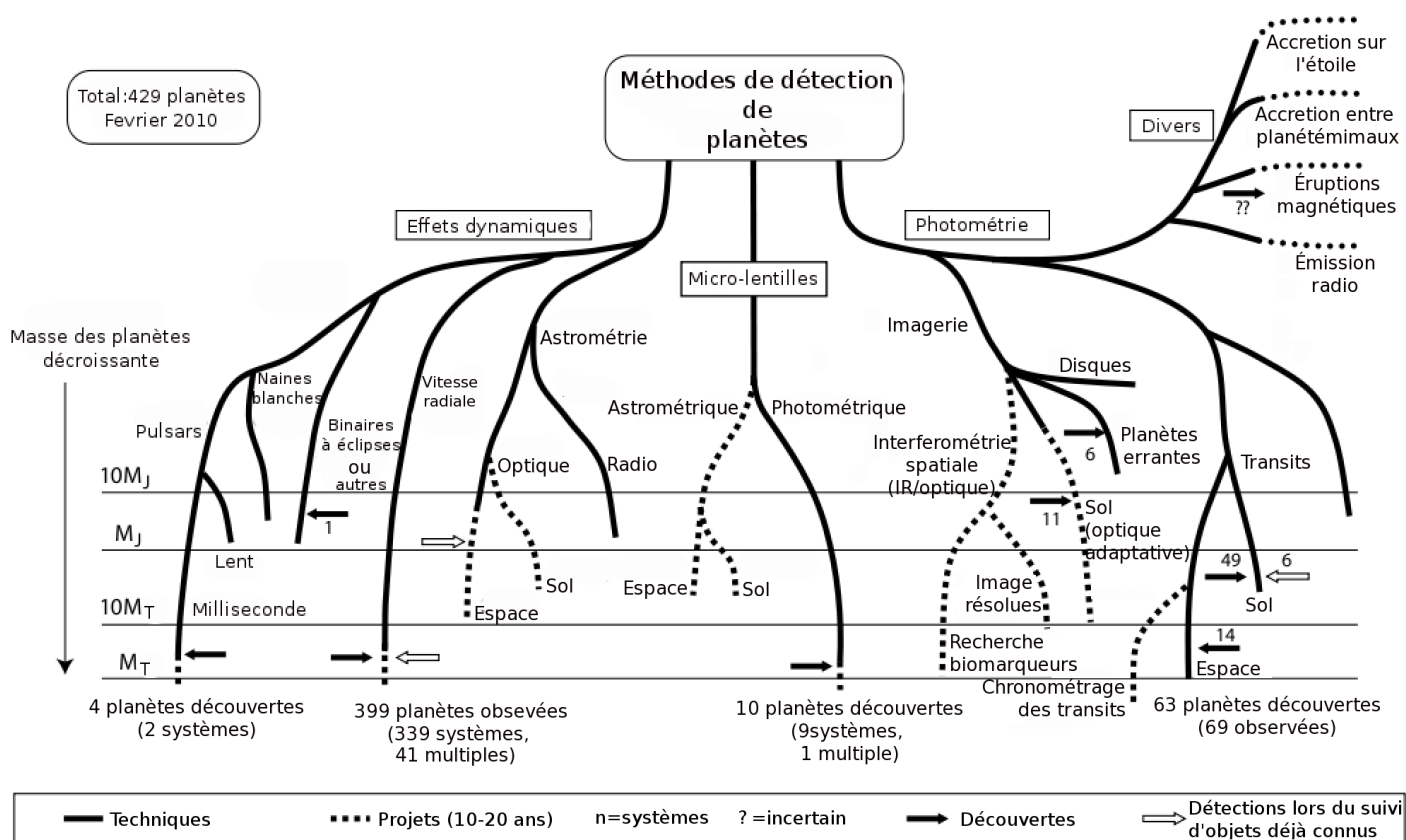 Méthodes de détection
de
planètes
Total:429 planètes
Fevrier 2010
Divers
Accretion sur
l'étoile
Accretion entre
planétémimaux
Éruptions
magnétiques
??
Émission
radio
Effets dynamiques
Photométrie
Micro-lentilles
Masse des planètes
décroissante
Imagerie
Astrométrie
Disques
Naines
blanches
Vitesse
radiale
Astrométrique
Photométrique
Pulsars
Binaires
à éclipses
ou
autres
Interferométrie
spatiale
(IR/optique)
6
Planètes
errantes
Optique
Radio
Transits
10MJ
1
11
Sol
(optique
adaptative)
MJ
Lent
49
6
Sol
Espace
Sol
Image
résolues
Sol
10MT
Milliseconde
Espace
14
Recherche
biomarqueurs
MT
Espace
Chronométrage
des transits
4 planètes découvertes
(2 systèmes)
399 planètes obsevées
(339 systèmes,
41 multiples)
10 planètes découvertes
(9systèmes,
1 multiple)
63 planètes découvertes
(69 observées)
Techniques
Projets (10-20 ans)
n=systèmes
? =incertain
Découvertes
Détections lors du suivi
d'objets déjà connus